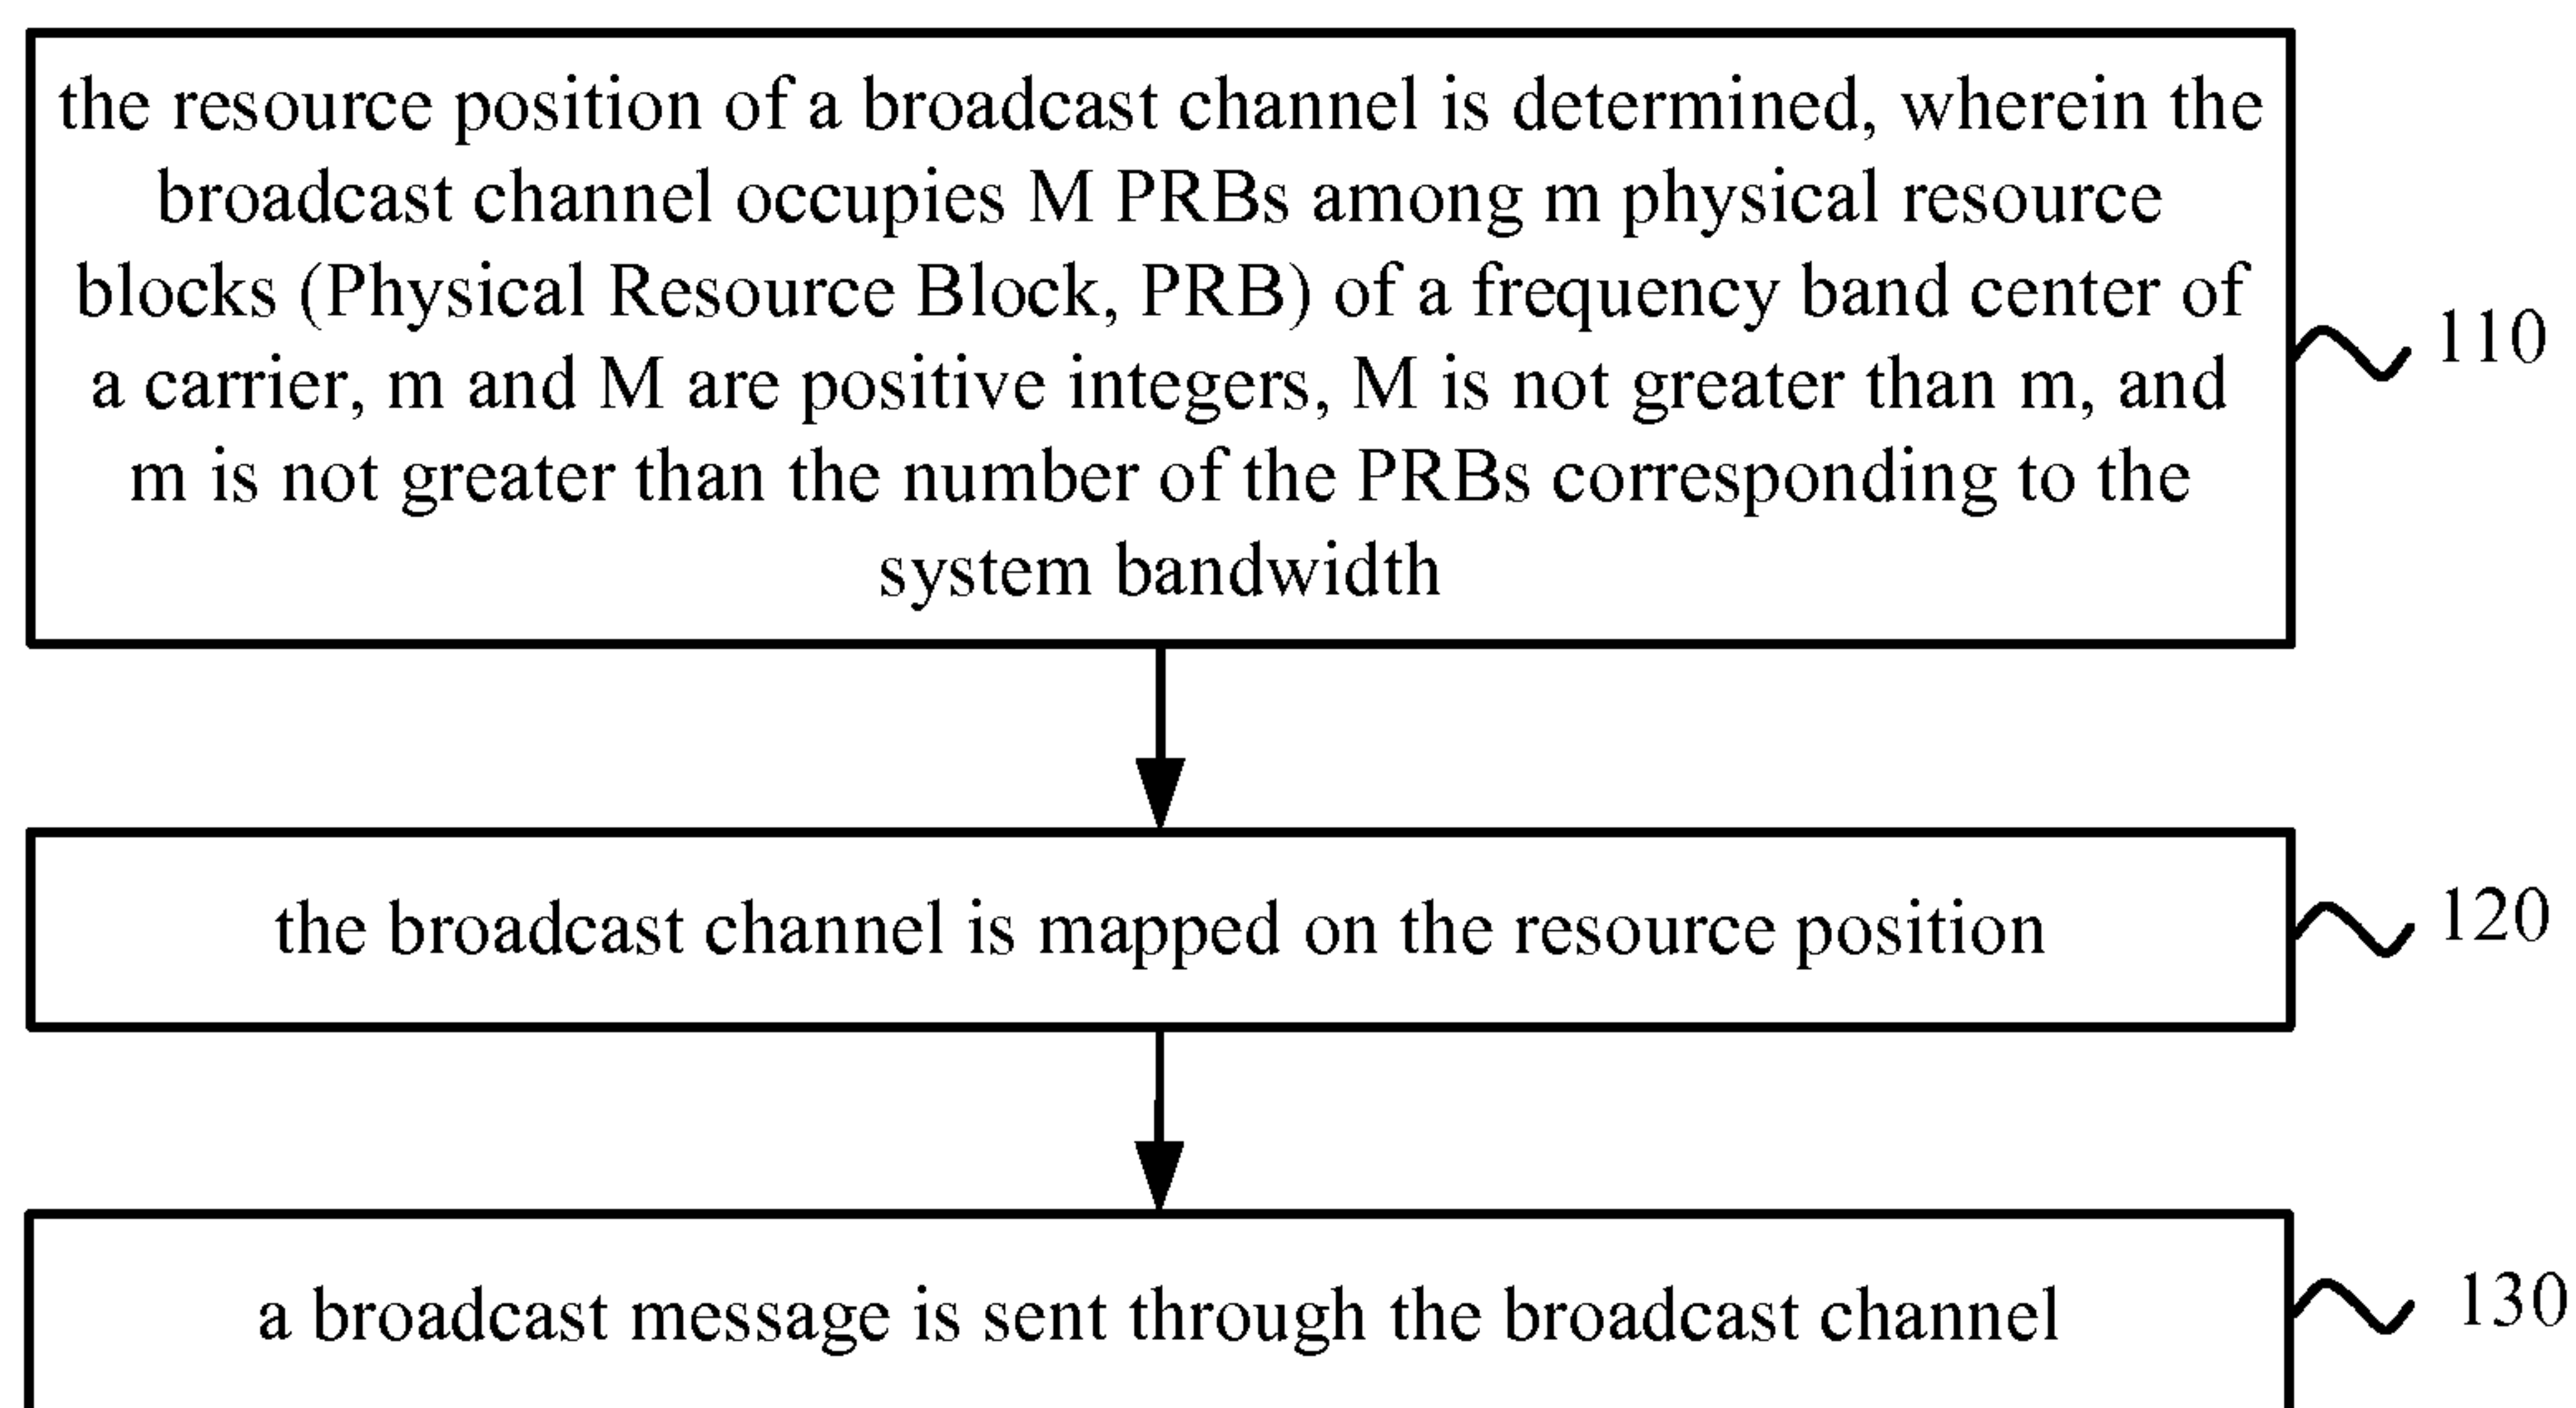 the resource position of a broadcast channel is determined, wherein the
broadcast channel occupies M PRBs among m physical resource
blocks (Physical Resource Block, PRB) of a frequency band center of
a carrier, m and M are positive integers, M is not greater than m, and
m is not greater than the number of the PRBs corresponding to the
system bandwidth
110
the broadcast channel is mapped on the resource position
120
a broadcast message is sent through the broadcast channel
130